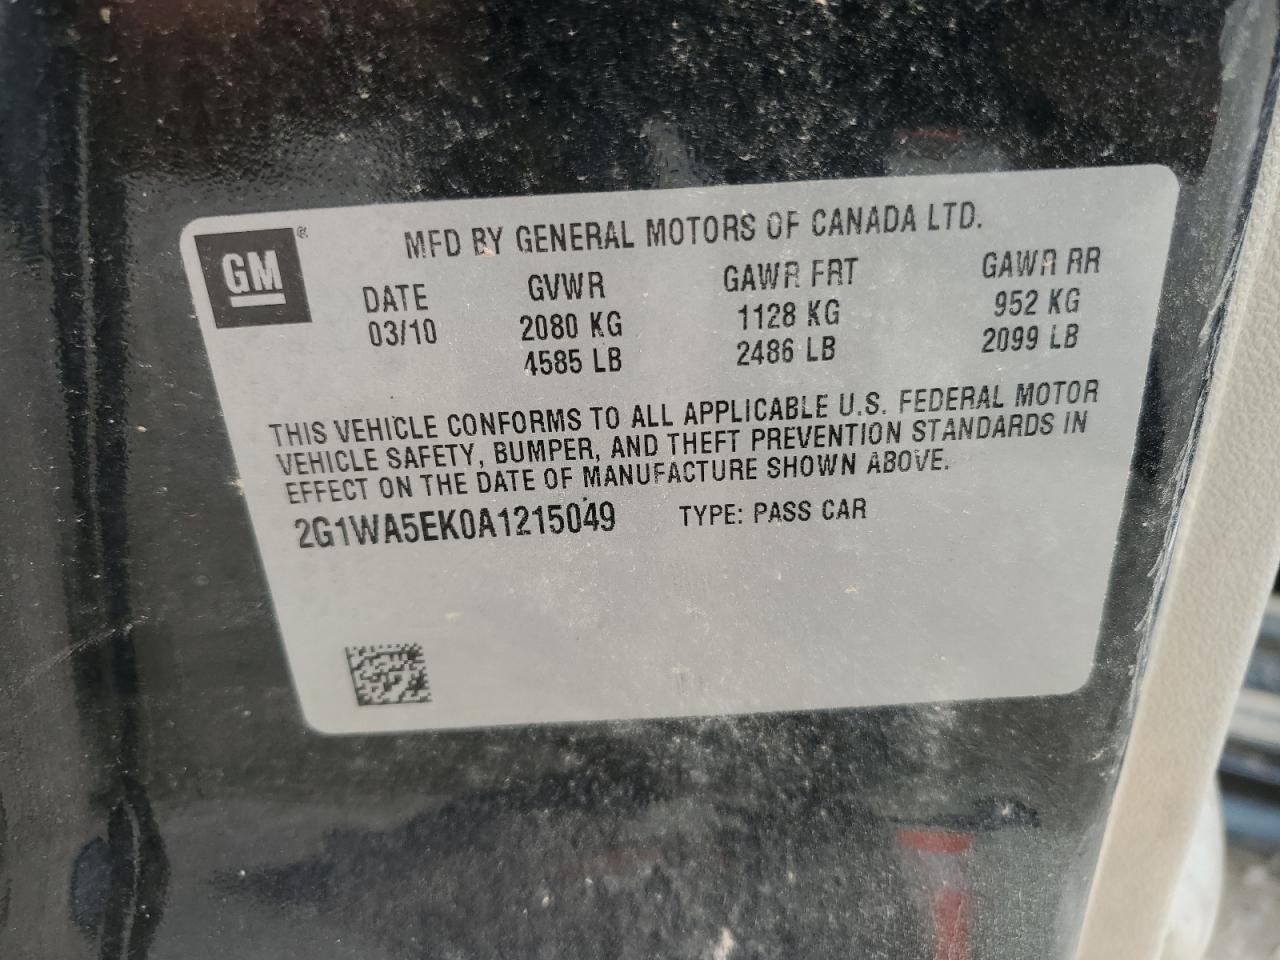 GM®
MFD BY GENERAL MOTORS OF CANADA LTD.
DATE GVWR GAWR FRT GAWR RR
03/10 2080 KG 1128 KG 952 KG
4585 LB 2486 LB 2099 LB
THIS VEHICLE CONFORMS TO ALL APPLICABLE U.S. FEDERAL MOTOR
VEHICLE SAFETY, BUMPER, AND THEFT PREVENTION STANDARDS IN
EFFECT ON THE DATE OF MANUFACTURE SHOWN ABOVE.
2G1WA5EK0A1215049 TYPE: PASS CAR